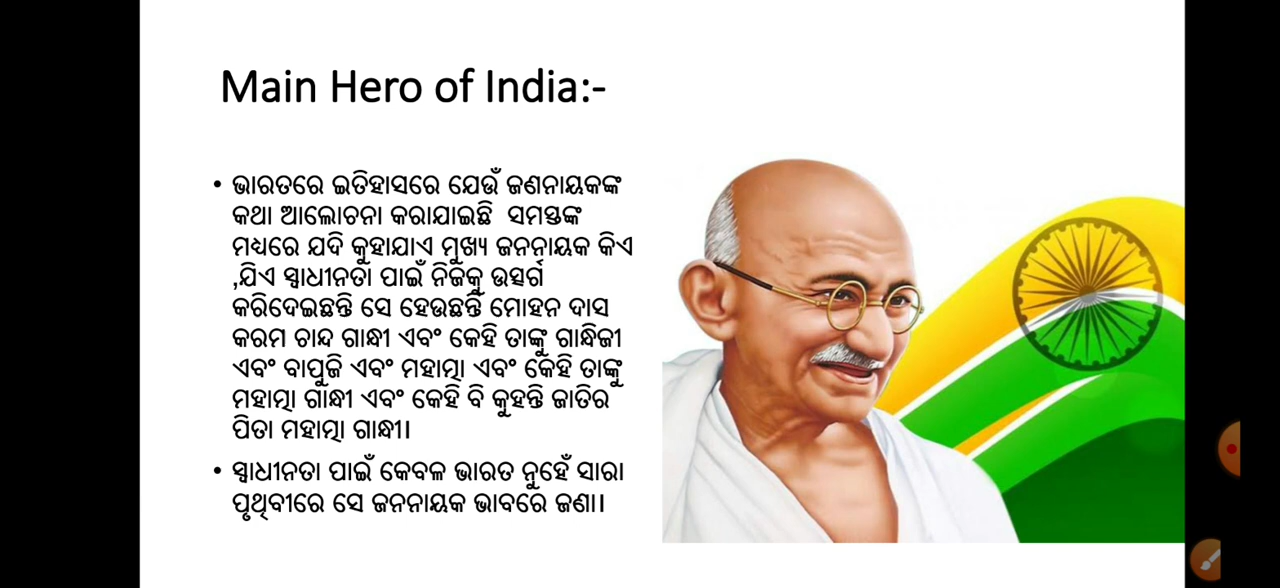 Main Hero of India:-
• ଭାରତରେ ଇତିହାସରେ ଯେଉଁ ଜଣନାୟକଙ୍କ
କଥା ଆଲୋଚନା କରାଯାଇଛି ସମସ୍ତଙ୍କ
ମଧ୍ୟରେ ଯଦି କୁହାଯାଏ ମୁଖ୍ୟ ଜନନାୟକ କିଏ
,ଯିଏ ସ୍ୱାଧୀନତା ପାଇଁ ନିଜକୁ ଉତ୍ସର୍ଗ
କରିଦେଇଛନ୍ତି ସେ ହେଉଛନ୍ତି ମୋହନ ଦାସ
କରମ ଚାନ୍ଦ ଗାନ୍ଧୀ ଏବଂ କେହି ତାଙ୍କୁ ଗାନ୍ଧିଜୀ
ଏବଂ ବାପୁଜି ଏବଂ ମହାତ୍ମା ଏବଂ କେହି ତାଙ୍କୁ
ମହାତ୍ମା ଗାନ୍ଧୀ ଏବଂ କେହି ବି କୁହନ୍ତି ଜାତିର
ପିତା ମହାତ୍ମା ଗାନ୍ଧୀ।
• ସ୍ୱାଧୀନତା ପାଇଁ କେବଳ ଭାରତ ନୁହେଁ ସାରା
ପୃଥିବୀରେ ସେ ଜନନାୟକ ଭାବରେ ଜଣା।